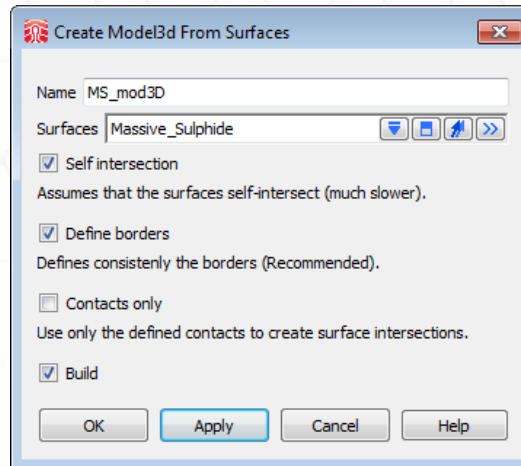 Create Model3d From Surfaces
Name MS_mod3D
Surfaces Massive_Sulphide
Self intersection
Assumes that the surfaces self-intersect (much slower).
Define borders
Defines consistenly the borders (Recommended).
Contacts only
Use only the defined contacts to create surface intersections.
Build
OK Apply Cancel Help